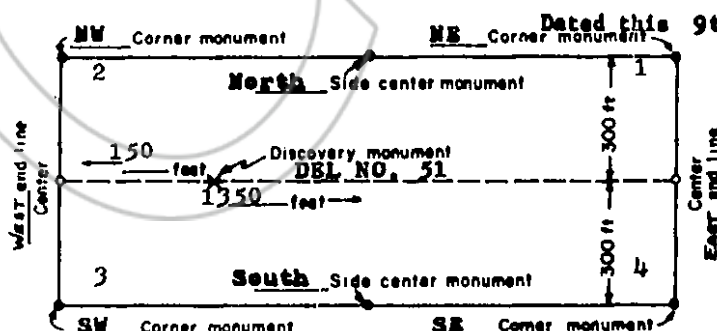 Dated this 9
NW Corner monument NE Corner monument
2 1
North Side center monument
300 ft
150 feet Discovery monument
DEL NO. 51
1350 feet
WEST end line
Center
Center
EAST end line
300 ft
3 4
South Side center monument
SW Corner monument SE Corner monument